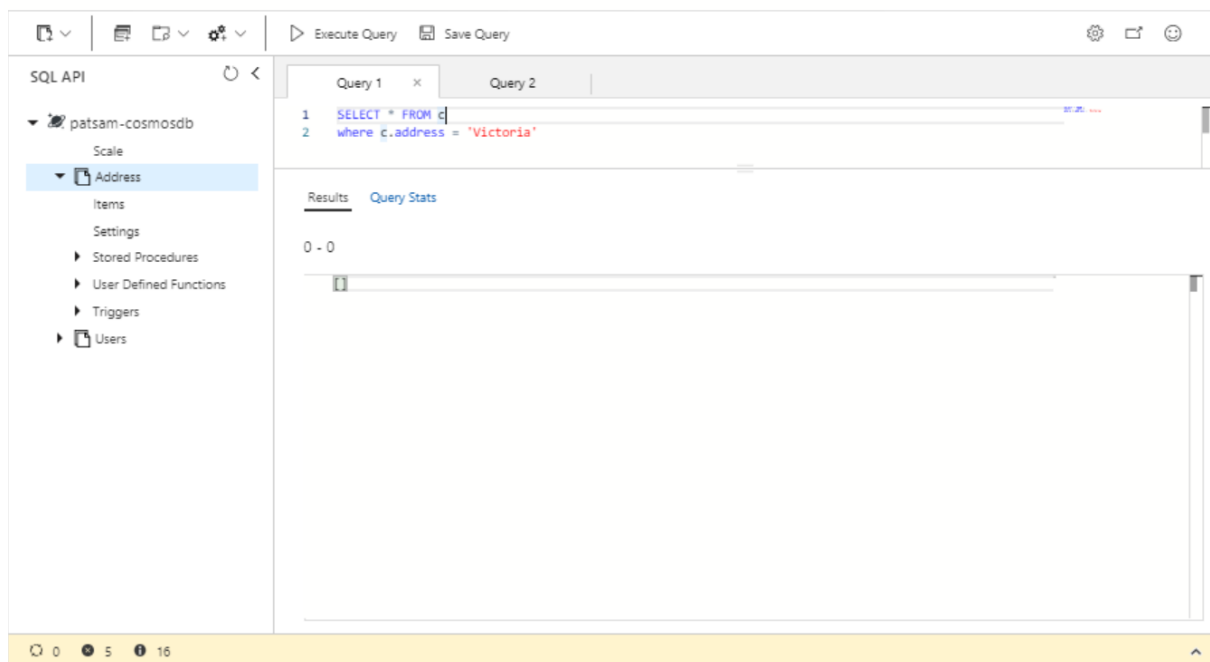 Execute Query Save Query
SQL API
Query 1 Query 2
patsam-cosmosdb
Scale
Address
Items
Settings
Stored Procedures
User Defined Functions
Triggers
Users
1 SELECT * FROM c
2 where c.address = 'Victoria'
Results Query Stats
0 - 0
[]
0 5 16